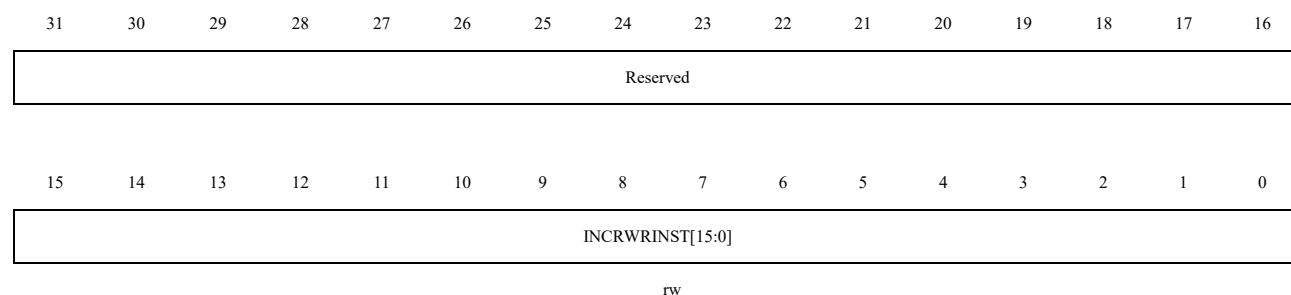 31 30 29 28 27 26 25 24 23 22 21 20 19 18 17 16
Reserved
15 14 13 12 11 10 9 8 7 6 5 4 3 2 1 0
INCRWRINST[15:0]
rw